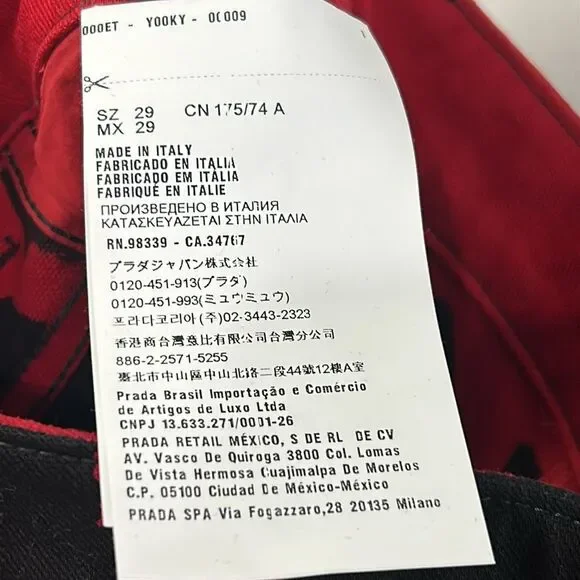 000ET - Y00KY - 0C009
SZ 29 CN 175/74 A
MX 29
MADE IN ITALY
FABRICADO EN ITALIA
FABRICADO EM ITÁLIA
FABRIQUÉ EN ITALIE
ПРОИЗВЕДЕНО В ИТАЛИЯ
ΚΑΤΑΣΚΕΥΑΖΕΤΑΙ ΣΤΗΝ ΙΤΑΛΙΑ
RN.98339 - CA.34767
プラダジャパン株式会社
0120-451-913(プラダ)
0120-451-993(ミュウミュウ)
프라다코리아(주)02-3443-2323
香港商台灣普比有限公司台灣分公司
886-2-2571-5255
臺北市中山區中山北路二段44號12樓A室
Prada Brasil Importação e Comércio
de Artigos de Luxo Ltda
CNPJ 13.633.271/0001-26
PRADA RETAIL MÉXICO, S DE RL DE CV
AV. Vasco De Quiroga 3800 Col. Lomas
De Vista Hermosa Cuajimalpa De Morelos
C.P. 05100 Ciudad De México-México
PRADA SPA Via Fogazzaro,28 20135 Milano